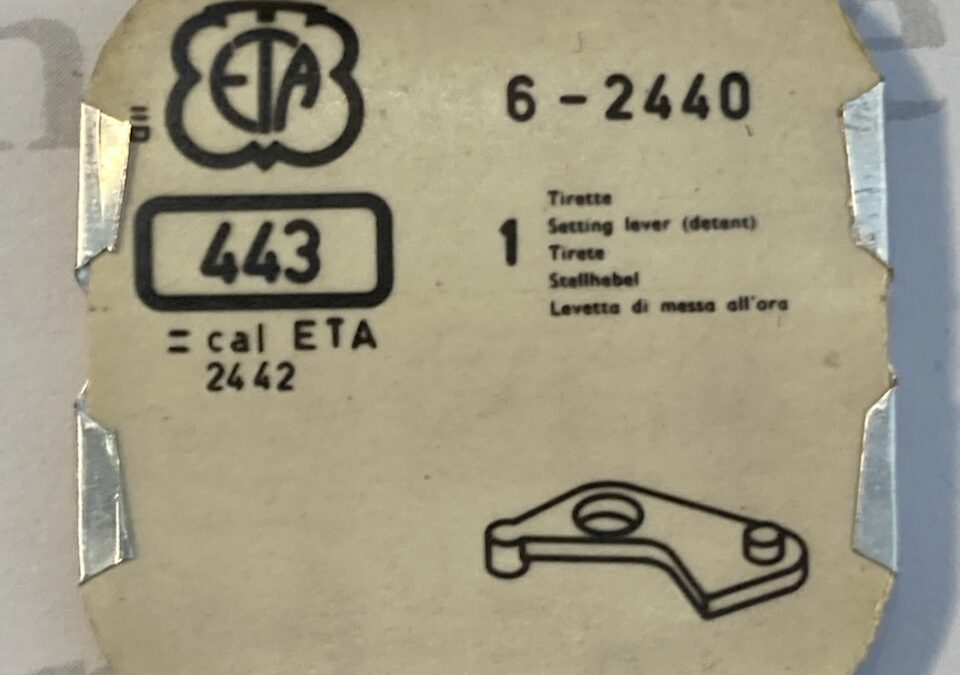 ETA
6 - 2440
443
1
Tirette
Setting lever (detent)
Tirete
Stellhebel
Levetta di messa all'ora
= cal ETA
2442